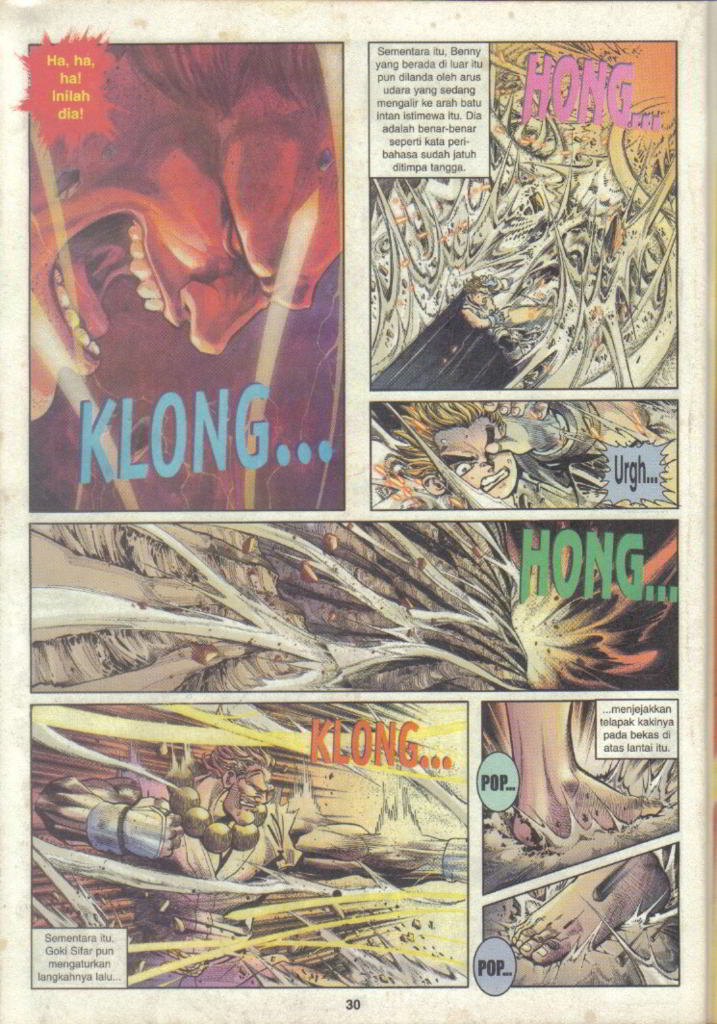 Ha, ha,
ha!
Inilah
dia!
KLONG...
Sementara itu, Benny
yang berada di luar itu
pun dilanda oleh arus
udara yang sedang
mengalir ke arah batu
intan istimewa itu. Dia
adalah benar-benar
seperti kata peri-
bahasa sudah jatuh
ditimpa tangga.
HONG....
Urgh...
HONG...
KLONG...
Sementara itu,
Goki Sifar pun
mengaturkan
langkahnya lalu...
...menjejakkan
telapak kakinya
pada bekas di
atas lantai itu.
POP...
POP...
30